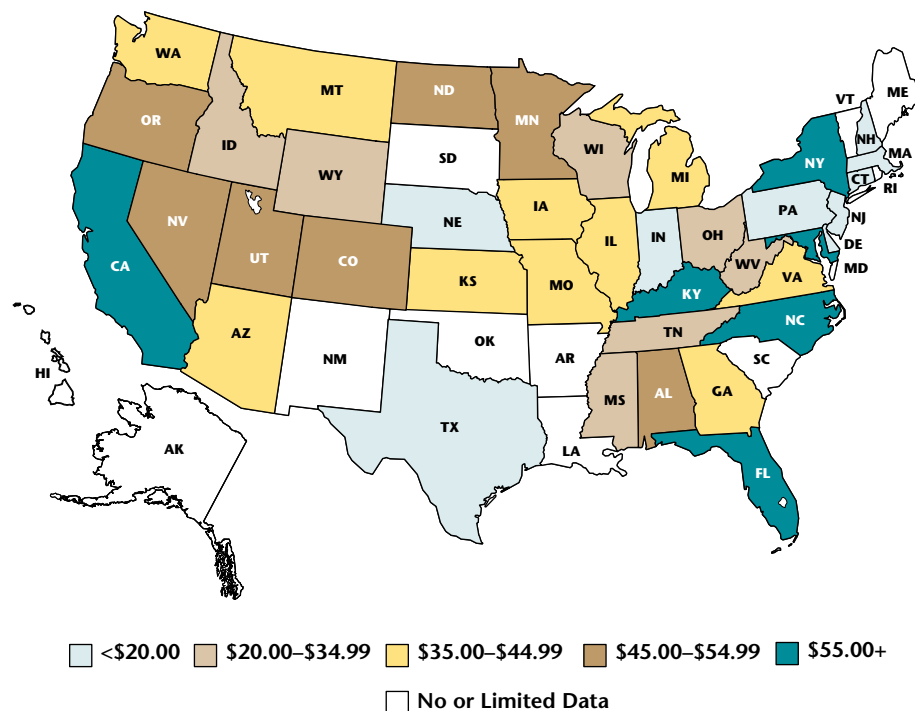 WA
MT
ND
MN
VT
ME
OR
ID
WY
SD
WI
MI
NY
NH
MA
CT
RI
NV
UT
CO
NE
IA
IL
IN
OH
PA
NJ
DE
MD
CA
KS
MO
KY
WV
VA
AZ
NM
OK
AR
TN
NC
SC
HI
TX
LA
MS
AL
GA
FL
AK
<$20.00 $20.00–$34.99 $35.00–$44.99 $45.00–$54.99 $55.00+
No or Limited Data